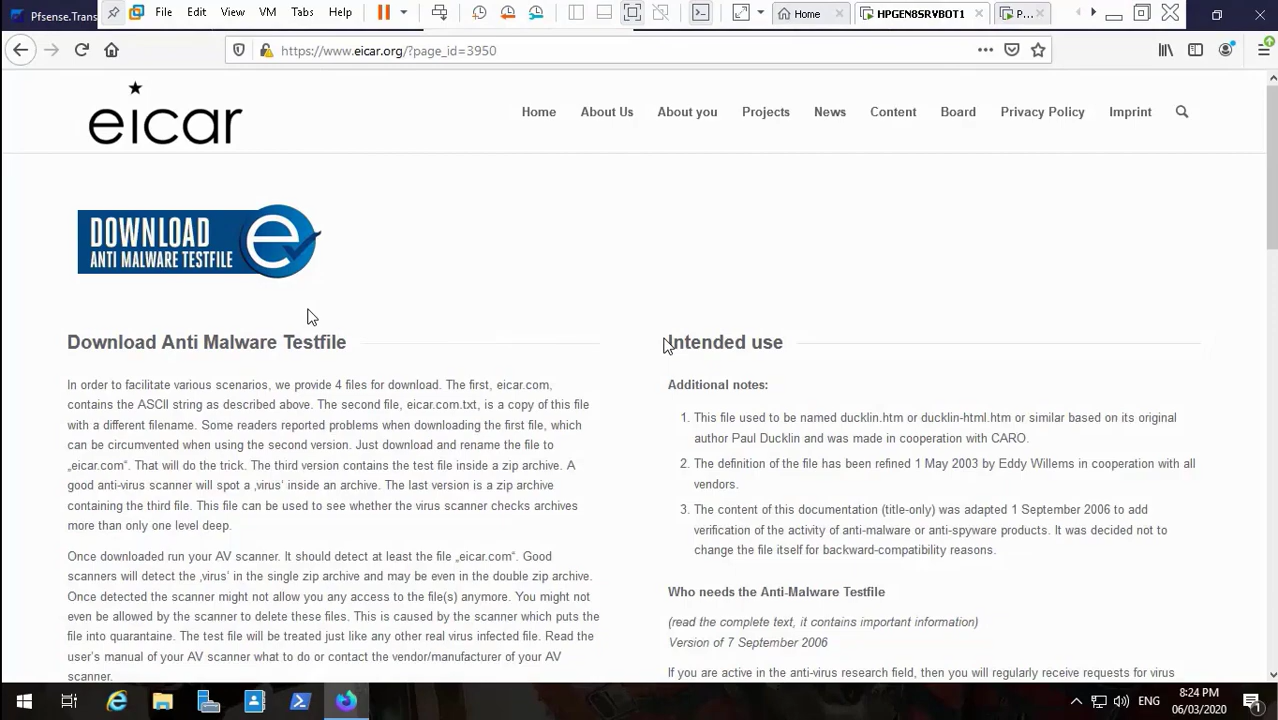 Pfsense.Trans
File Edit View VM Tabs Help
Home
HPGEN8SRVBOT1
P...
https://www.eicar.org/?page_id=3950
eicar
Home About Us About you Projects News Content Board Privacy Policy Imprint
DOWNLOAD
ANTI MALWARE TESTFILE
e
Download Anti Malware Testfile
In order to facilitate various scenarios, we provide 4 files for download. The first, eicar.com,
contains the ASCII string as described above. The second file, eicar.com.txt, is a copy of this file
with a different filename. Some readers reported problems when downloading the first file, which
can be circumvented when using the second version. Just download and rename the file to
„eicar.com“. That will do the trick. The third version contains the test file inside a zip archive. A
good anti-virus scanner will spot a ‚virus‘ inside an archive. The last version is a zip archive
containing the third file. This file can be used to see whether the virus scanner checks archives
more than only one level deep.
Once downloaded run your AV scanner. It should detect at least the file „eicar.com“. Good
scanners will detect the ‚virus‘ in the single zip archive and may be even in the double zip archive.
Once detected the scanner might not allow you any access to the file(s) anymore. You might not
even be allowed by the scanner to delete these files. This is caused by the scanner which puts the
file into quarantaine. The test file will be treated just like any other real virus infected file. Read the
user's manual of your AV scanner what to do or contact the vendor/manufacturer of your AV
scanner.
Intended use
Additional notes:
1. This file used to be named ducklin.htm or ducklin-html.htm or similar based on its original
author Paul Ducklin and was made in cooperation with CARO.
2. The definition of the file has been refined 1 May 2003 by Eddy Willems in cooperation with all
vendors.
3. The content of this documentation (title-only) was adapted 1 September 2006 to add
verification of the activity of anti-malware or anti-spyware products. It was decided not to
change the file itself for backward-compatibility reasons.
Who needs the Anti-Malware Testfile
(read the complete text, it contains important information)
Version of 7 September 2006
If you are active in the anti-virus research field, then you will regularly receive requests for virus
ENG
8:24 PM
06/03/2020
1